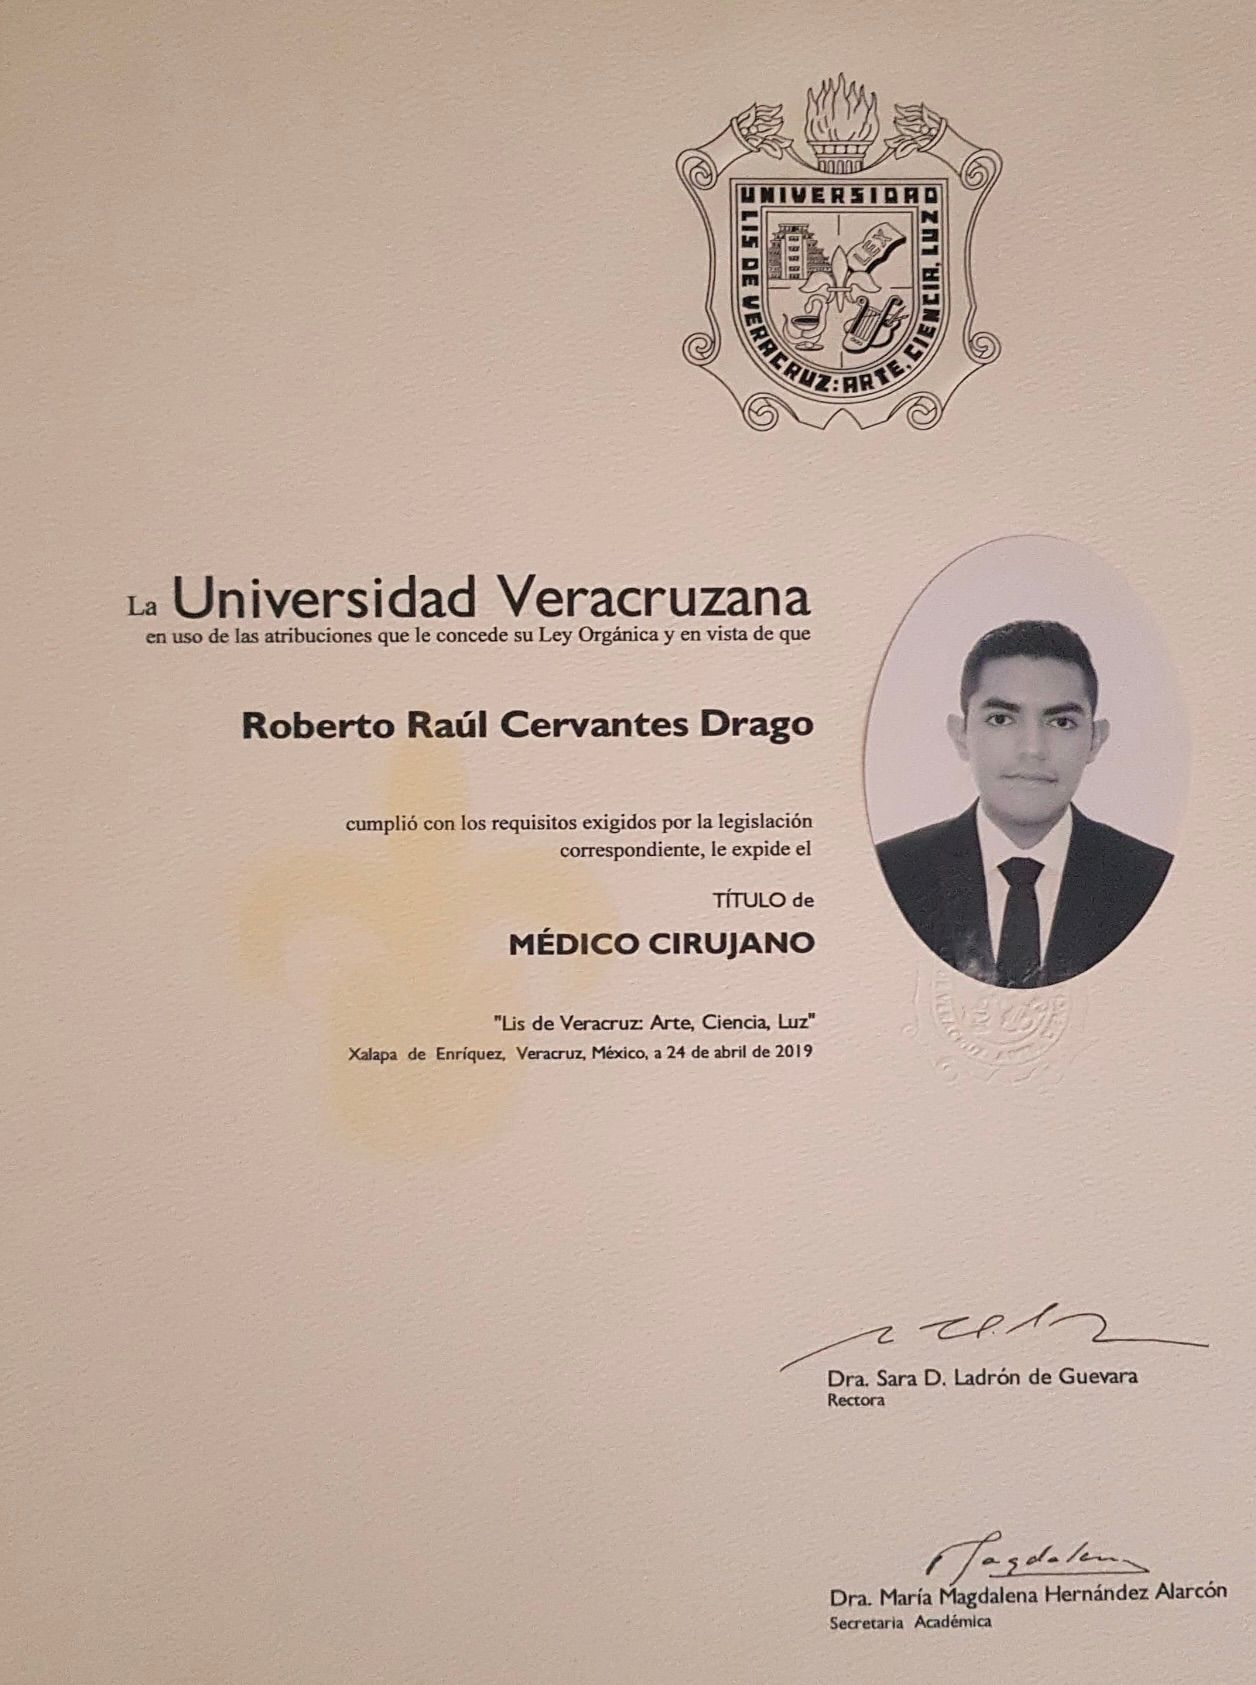 UNIVERSIDAD
LIS DE VERACRUZ: ARTE, CIENCIA, LUZ
LEX
La Universidad Veracruzana
en uso de las atribuciones que le concede su Ley Orgánica y en vista de que
Roberto Raúl Cervantes Drago
cumplió con los requisitos exigidos por la legislación
correspondiente, le expide el
TÍTULO de
MÉDICO CIRUJANO
"Lis de Veracruz: Arte, Ciencia, Luz"
Xalapa de Enríquez, Veracruz, México, a 24 de abril de 2019
Dra. Sara D. Ladrón de Guevara
Rectora
Magdalena
Dra. María Magdalena Hernández Alarcón
Secretaria Académica